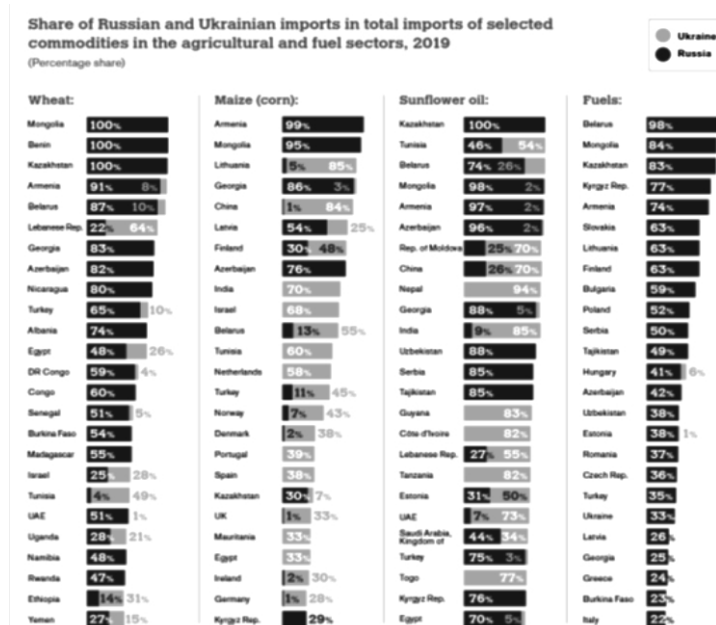 Share of Russian and Ukrainian imports in total imports of selected
commodities in the agricultural and fuel sectors, 2019
(Percentage share)
Ukraine
Russia
Wheat:
Mongolia 100%
Benin 100%
Kazakhstan 100%
Armenia 91% 8%
Belarus 87% 10%
Lebanese Rep. 22% 64%
Georgia 83%
Azerbaijan 82%
Nicaragua 80%
Turkey 65% 10%
Albania 74%
Egypt 48% 26%
DR Congo 59% 4%
Congo 60%
Senegal 51% 5%
Burkina Faso 54%
Madagascar 55%
Israel 25% 28%
Tunisia 4% 49%
UAE 51% 1%
Uganda 28% 21%
Namibia 48%
Rwanda 47%
Ethiopia 14% 31%
Yemen 27% 15%
Maize (corn):
Armenia 99%
Mongolia 95%
Lithuania 5% 85%
Georgia 86% 3%
China 1% 84%
Latvia 54% 25%
Finland 30% 48%
Azerbaijan 76%
India 70%
Israel 68%
Belarus 13% 55%
Tunisia 60%
Netherlands 58%
Turkey 11% 45%
Norway 7% 43%
Denmark 2% 38%
Portugal 39%
Spain 38%
Kazakhstan 30% 7%
UK 1% 33%
Mauritania 33%
Egypt 33%
Ireland 2% 30%
Germany 1% 28%
Kyrgyz Rep. 29%
Sunflower oil:
Kazakhstan 100%
Tunisia 46% 54%
Belarus 74% 26%
Mongolia 98% 2%
Armenia 97% 2%
Azerbaijan 96% 2%
Rep. of Moldova 25% 70%
China 26% 70%
Nepal 94%
Georgia 88% 5%
India 9% 85%
Uzbekistan 88%
Serbia 85%
Tajikistan 85%
Guyana 83%
Côte d'Ivoire 82%
Lebanese Rep. 27% 55%
Tanzania 82%
Estonia 31% 50%
UAE 7% 73%
Saudi Arabia,
Kingdom of 44% 34%
Turkey 75% 3%
Togo 77%
Kyrgyz Rep. 76%
Egypt 70% 5%
Fuels:
Belarus 98%
Mongolia 84%
Kazakhstan 83%
Kyrgyz Rep. 77%
Armenia 74%
Slovakia 63%
Lithuania 63%
Finland 63%
Bulgaria 59%
Poland 52%
Serbia 50%
Tajikistan 49%
Hungary 41% 6%
Azerbaijan 42%
Uzbekistan 38%
Estonia 38% 1%
Romania 37%
Czech Rep. 36%
Turkey 35%
Ukraine 33%
Latvia 26%
Georgia 25%
Greece 24%
Burkina Faso 23%
Italy 22%